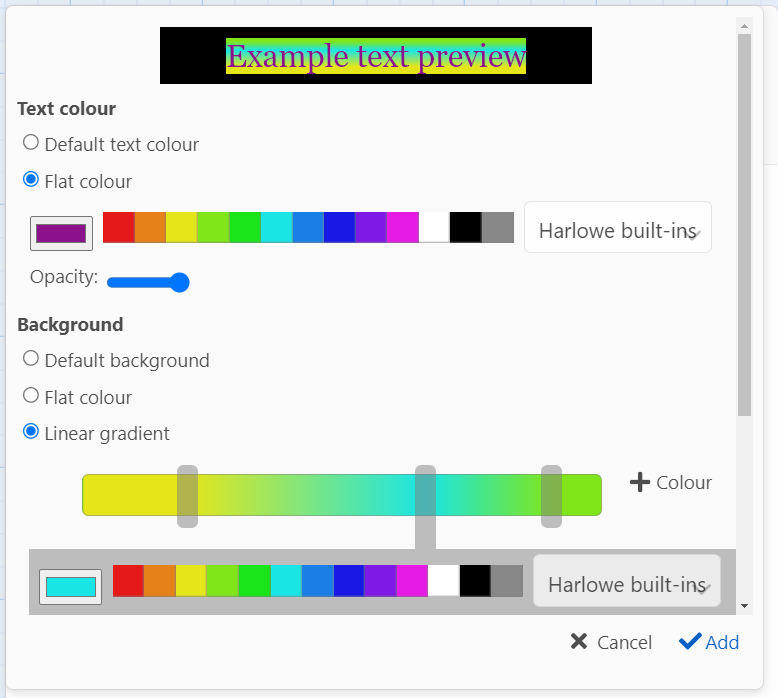 Example text preview
Text colour
Default text colour
Flat colour
Harlowe built-ins
Opacity:
Background
Default background
Flat colour
Linear gradient
Colour
Harlowe built-ins
Cancel
Add